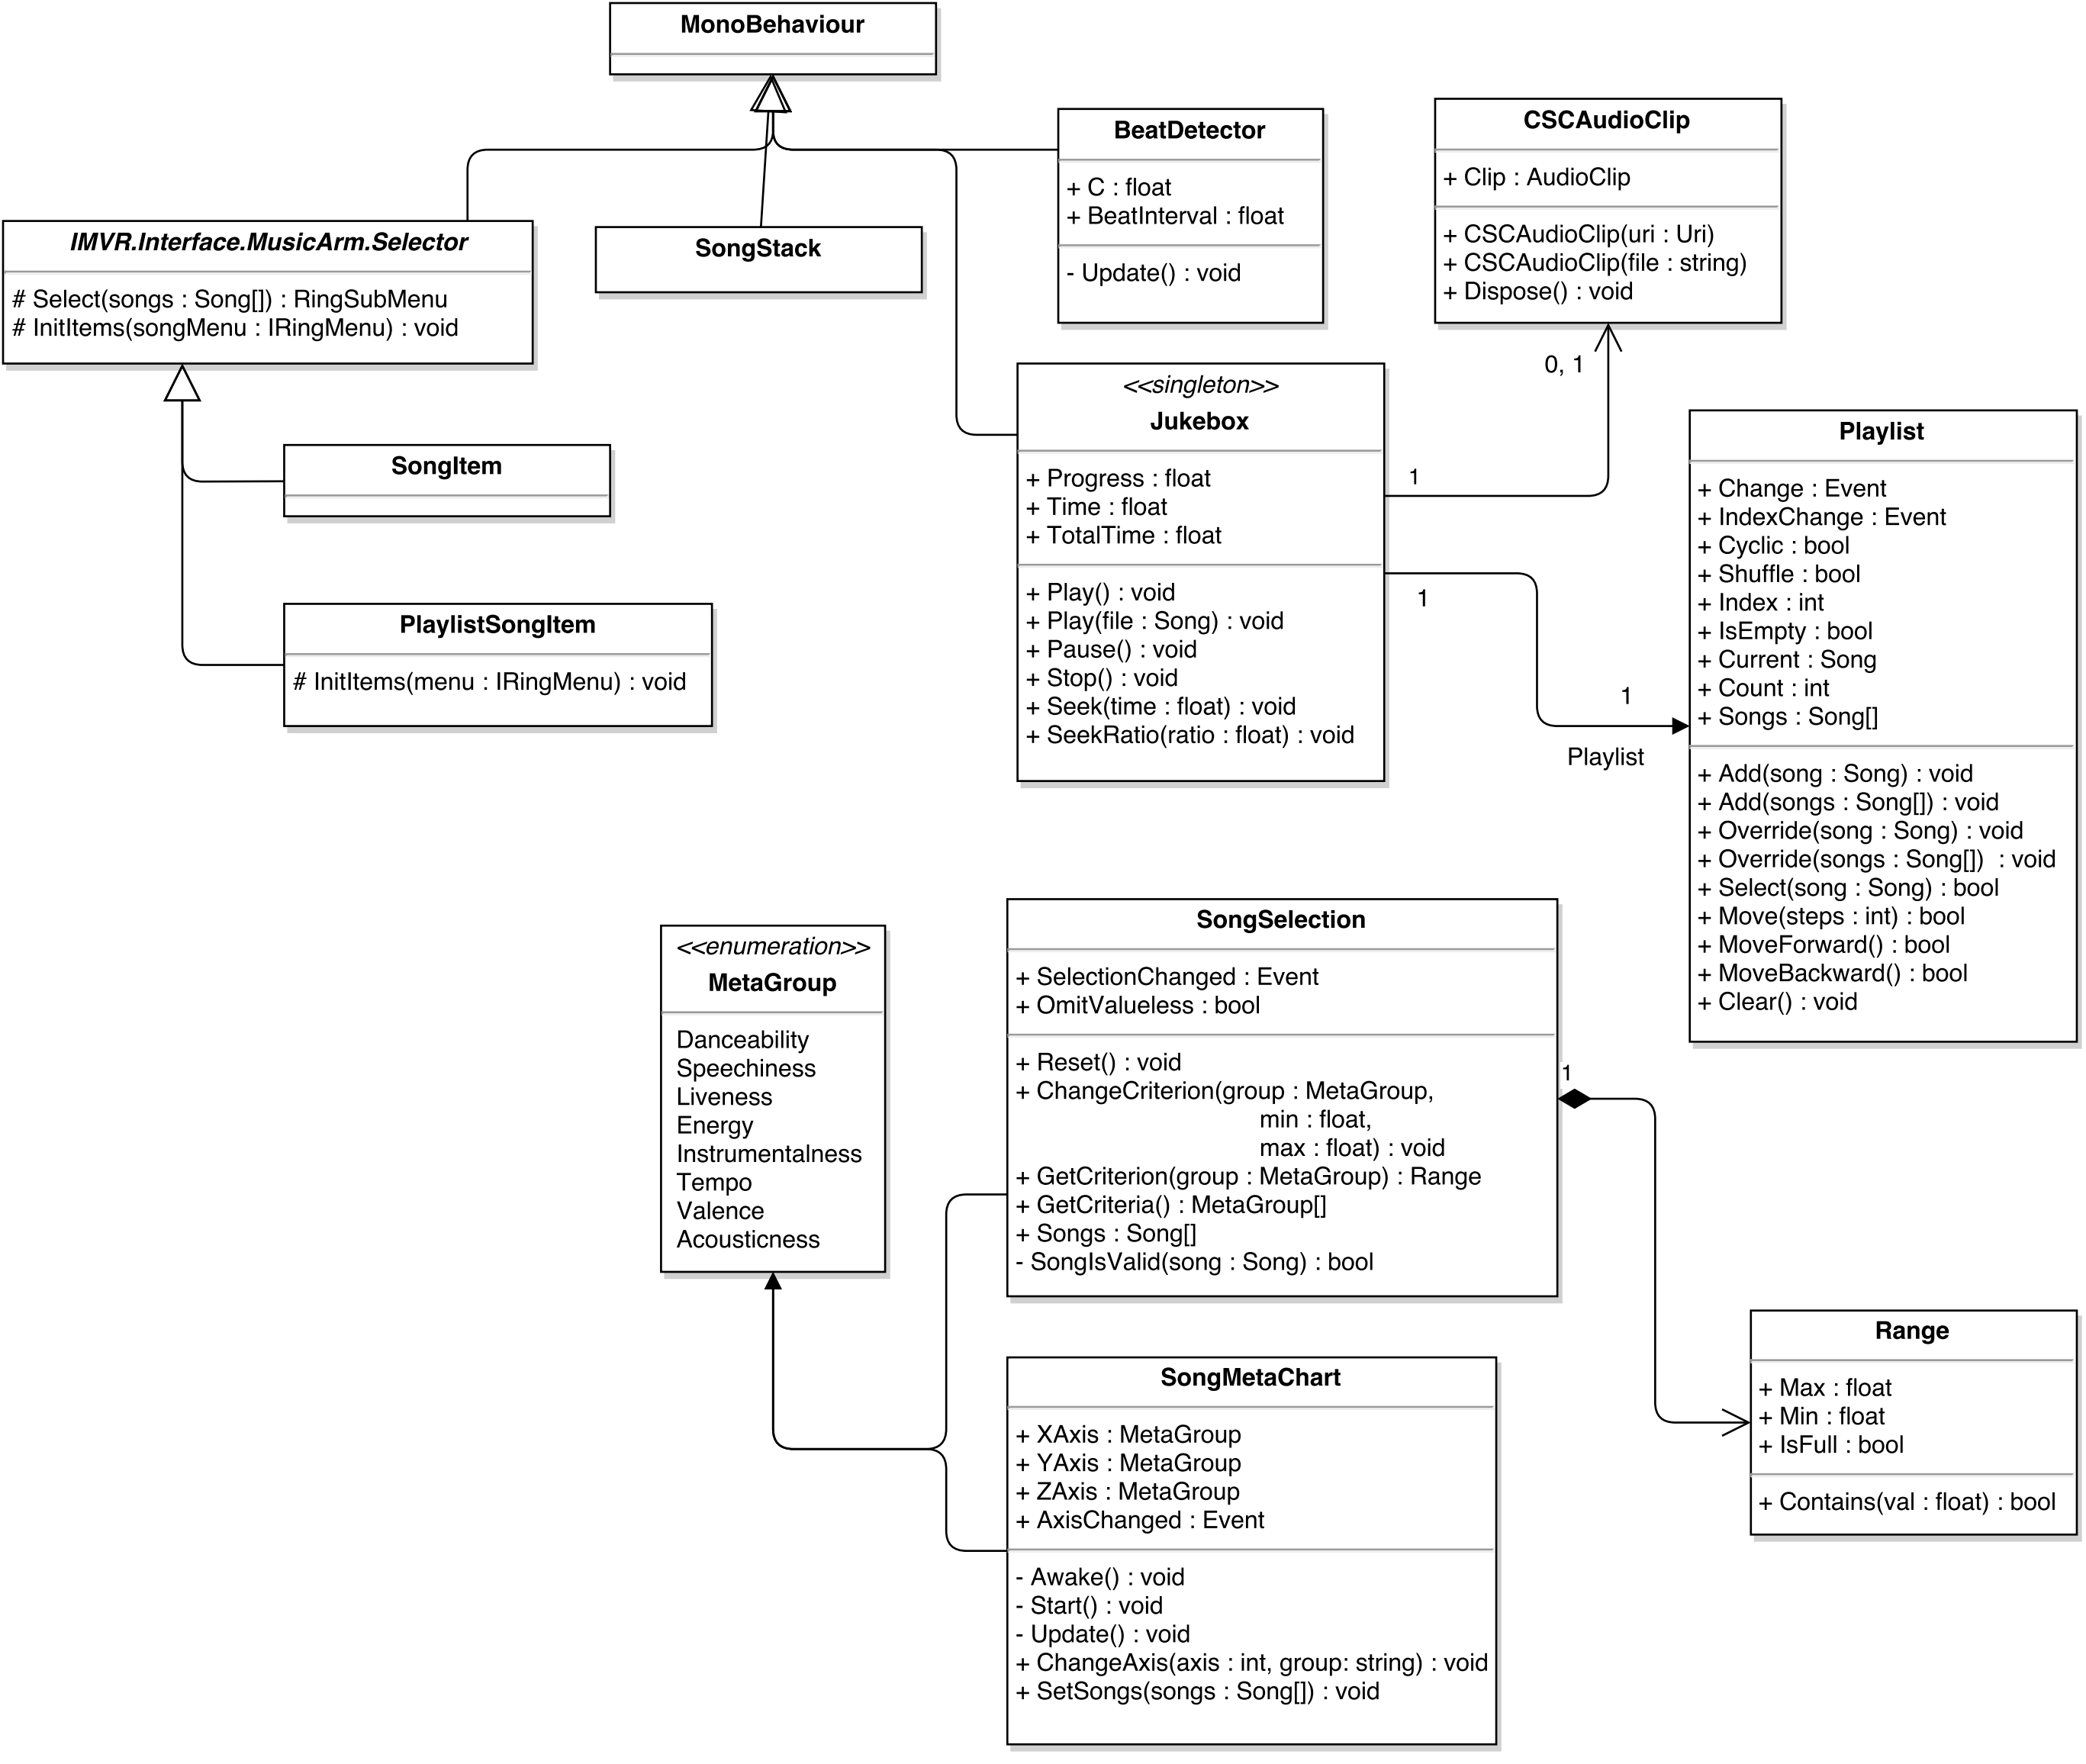 MonoBehaviour
BeatDetector
+ C : float
+ BeatInterval : float
- Update() : void
CSCAudioClip
+ Clip : AudioClip
+ CSCAudioClip(uri : Uri)
+ CSCAudioClip(file : string)
+ Dispose() : void
IMVR.Interface.MusicArm.Selector
# Select(songs : Song[]) : RingSubMenu
# InitItems(songMenu : IRingMenu) : void
SongStack
SongItem
PlaylistSongItem
# InitItems(menu : IRingMenu) : void
<<singleton>>
Jukebox
+ Progress : float
+ Time : float
+ TotalTime : float
+ Play() : void
+ Play(file : Song) : void
+ Pause() : void
+ Stop() : void
+ Seek(time : float) : void
+ SeekRatio(ratio : float) : void
0, 1
1
1
1
Playlist
Playlist
+ Change : Event
+ IndexChange : Event
+ Cyclic : bool
+ Shuffle : bool
+ Index : int
+ IsEmpty : bool
+ Current : Song
+ Count : int
+ Songs : Song[]
+ Add(song : Song) : void
+ Add(songs : Song[]) : void
+ Override(song : Song) : void
+ Override(songs : Song[])  : void
+ Select(song : Song) : bool
+ Move(steps : int) : bool
+ MoveForward() : bool
+ MoveBackward() : bool
+ Clear() : void
<<enumeration>>
MetaGroup
Danceability
Speechiness
Liveness
Energy
Instrumentalness
Tempo
Valence
Acousticness
SongSelection
+ SelectionChanged : Event
+ OmitValueless : bool
+ Reset() : void
+ ChangeCriterion(group : MetaGroup,
min : float,
max : float) : void
+ GetCriterion(group : MetaGroup) : Range
+ GetCriteria() : MetaGroup[]
+ Songs : Song[]
- SongIsValid(song : Song) : bool
1
SongMetaChart
+ XAxis : MetaGroup
+ YAxis : MetaGroup
+ ZAxis : MetaGroup
+ AxisChanged : Event
- Awake() : void
- Start() : void
- Update() : void
+ ChangeAxis(axis : int, group: string) : void
+ SetSongs(songs : Song[]) : void
Range
+ Max : float
+ Min : float
+ IsFull : bool
+ Contains(val : float) : bool